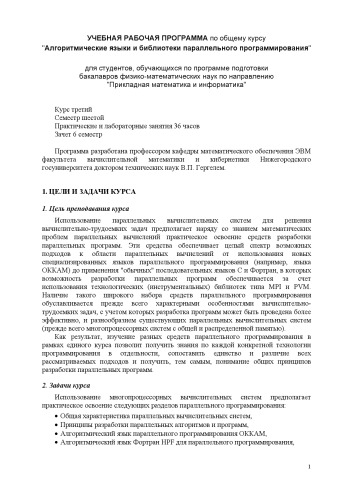 УЧЕБНАЯ РАБОЧАЯ ПРОГРАММА по общему курсу
"Алгоритмические языки и библиотеки параллельного программирования"
для студентов, обучающихся по программе подготовки
бакалавров физико-математических наук по направлению
"Прикладная математика и информатика"
Курс третий
Семестр шестой
Практические и лабораторные занятия 36 часов
Зачет 6 семестр
Программа разработана профессором кафедры математического обеспечения ЭВМ
факультета вычислительной математики и кибернетики Нижегородского
госуниверситета доктором технических наук В.П. Гергелем.
1. ЦЕЛИ И ЗАДАЧИ КУРСА
1. Цель преподавания курса
Использование параллельных вычислительных систем для решения
вычислительно-трудоемких задач предполагает наряду со знанием математических
проблем параллельных вычислений практическое освоение средств разработки
параллельных программ. Эти средства обеспечивает целый спектр возможных
подходов к области параллельных вычислений от использования новых
специализированных языков параллельного программирования (например, языка
ОККАМ) до применения "обычных" последовательных языков С и Фортран, в которых
возможность разработки параллельных программ обеспечивается за счет
использования технологических (инструментальных) библиотек типа MPI и PVM.
Наличие такого широкого набора средств параллельного программирования
обуславливается прежде всего характерными особенностями вычислительно-
трудоемких задач, с учетом которых разработка программ может быть проведена более
эффективно, и разнообразием существующих параллельных вычислительных систем
(прежде всего многопроцессорных систем с общей и распределенной памятью).
Как результат, изучение разных средств параллельного программирования в
рамках единого курса позволит получить знания по каждой конкретной технологии
программирования в отдельности, сопоставить единство и различие всех
рассматриваемых подходов и получить, тем самым, понимание общих принципов
разработки параллельных программ.
2. Задачи курса
Использование многопроцессорных вычислительных систем предполагает
практическое освоение следующих разделов параллельного программирования:
• Общая характеристика параллельных вычислительных систем,
• Принципы разработки параллельных алгоритмов и программ,
• Алгоритмический язык параллельного программирования ОККАМ,
• Алгоритмический язык Фортран HPF для параллельного программирования,
1